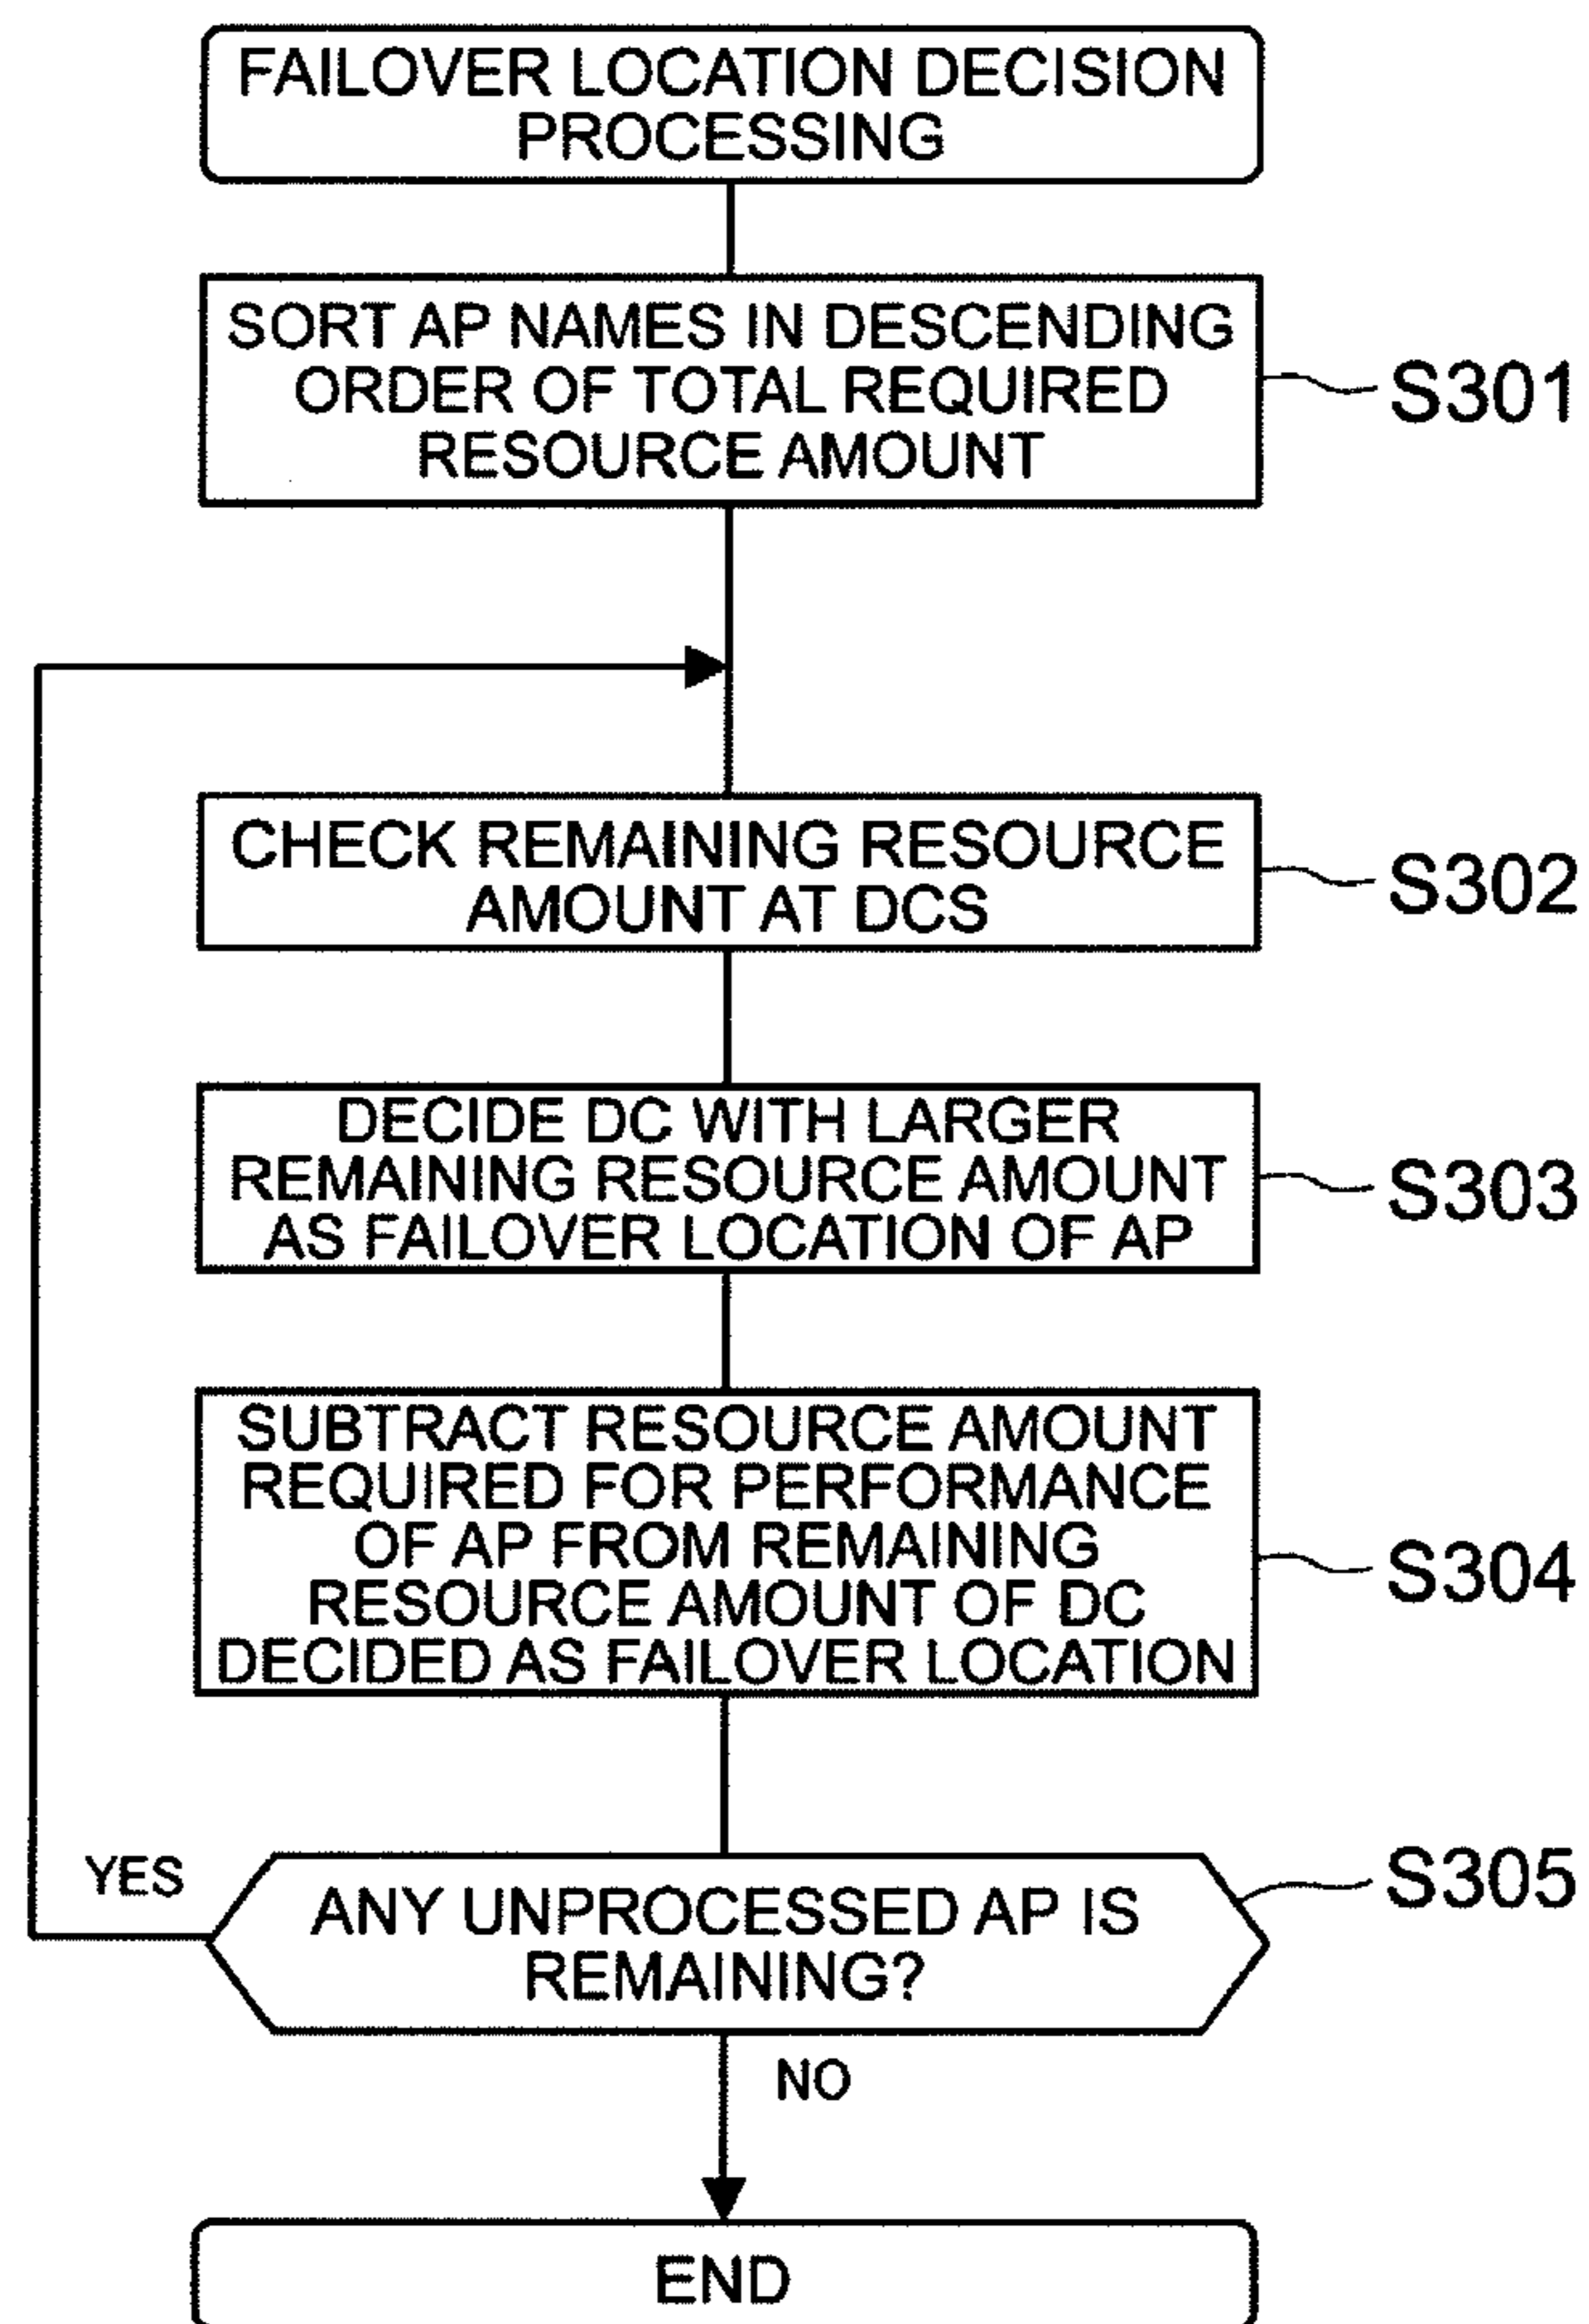 FAILOVER LOCATION DECISION
PROCESSING
SORT AP NAMES IN DESCENDING
ORDER OF TOTAL REQUIRED
RESOURCE AMOUNT
S301
CHECK REMAINING RESOURCE
AMOUNT AT DCS
S302
DECIDE DC WITH LARGER
REMAINING RESOURCE AMOUNT
AS FAILOVER LOCATION OF AP
S303
SUBTRACT RESOURCE AMOUNT
REQUIRED FOR PERFORMANCE
OF AP FROM REMAINING
RESOURCE AMOUNT OF DC
DECIDED AS FAILOVER LOCATION
S304
YES
ANY UNPROCESSED AP IS
REMAINING?
S305
NO
END